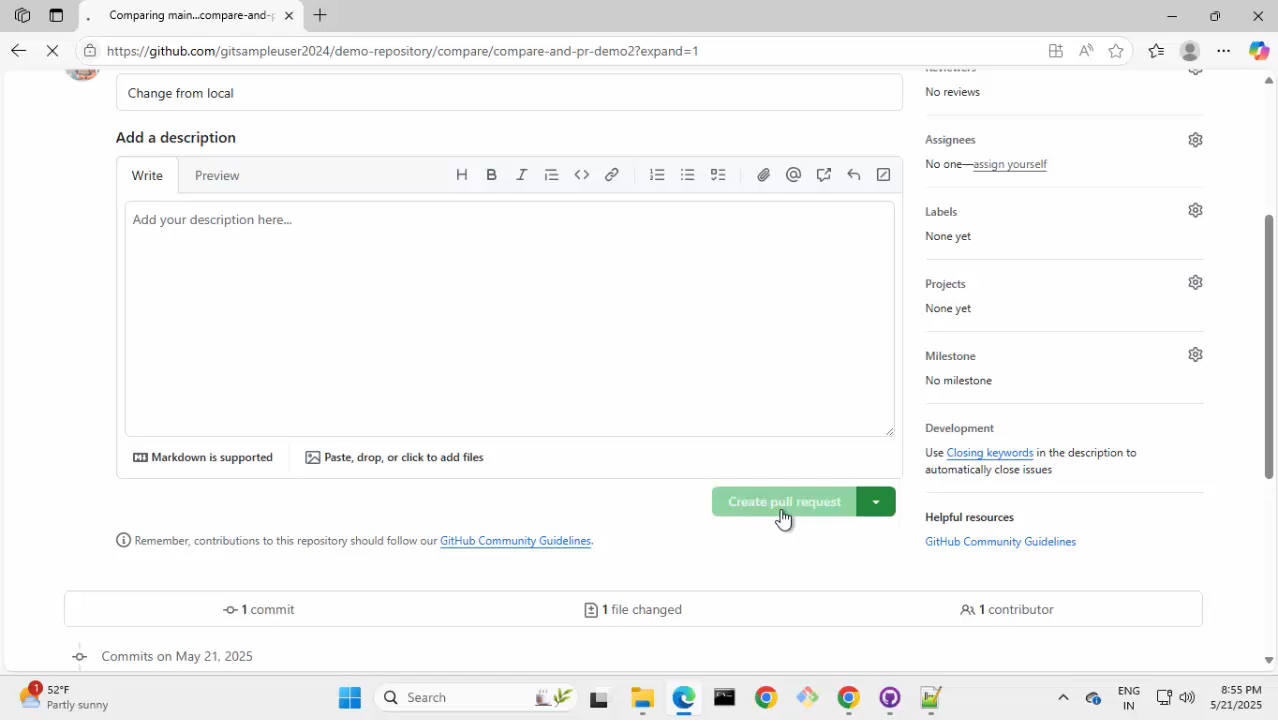 Comparing main...compare-and-p
https://github.com/gitsampleuser2024/demo-repository/compare/compare-and-pr-demo2?expand=1
Change from local
Add a description
Write
Preview
Add your description here...
Markdown is supported
Paste, drop, or click to add files
Create pull request
Remember, contributions to this repository should follow our GitHub Community Guidelines.
Reviewers
No reviews
Assignees
No one—assign yourself
Labels
None yet
Projects
None yet
Milestone
No milestone
Development
Use Closing keywords in the description to
automatically close issues
Helpful resources
GitHub Community Guidelines
1 commit
1 file changed
1 contributor
Commits on May 21, 2025
1
52°F
Partly sunny
Search
ENG
IN
8:55 PM
5/21/2025